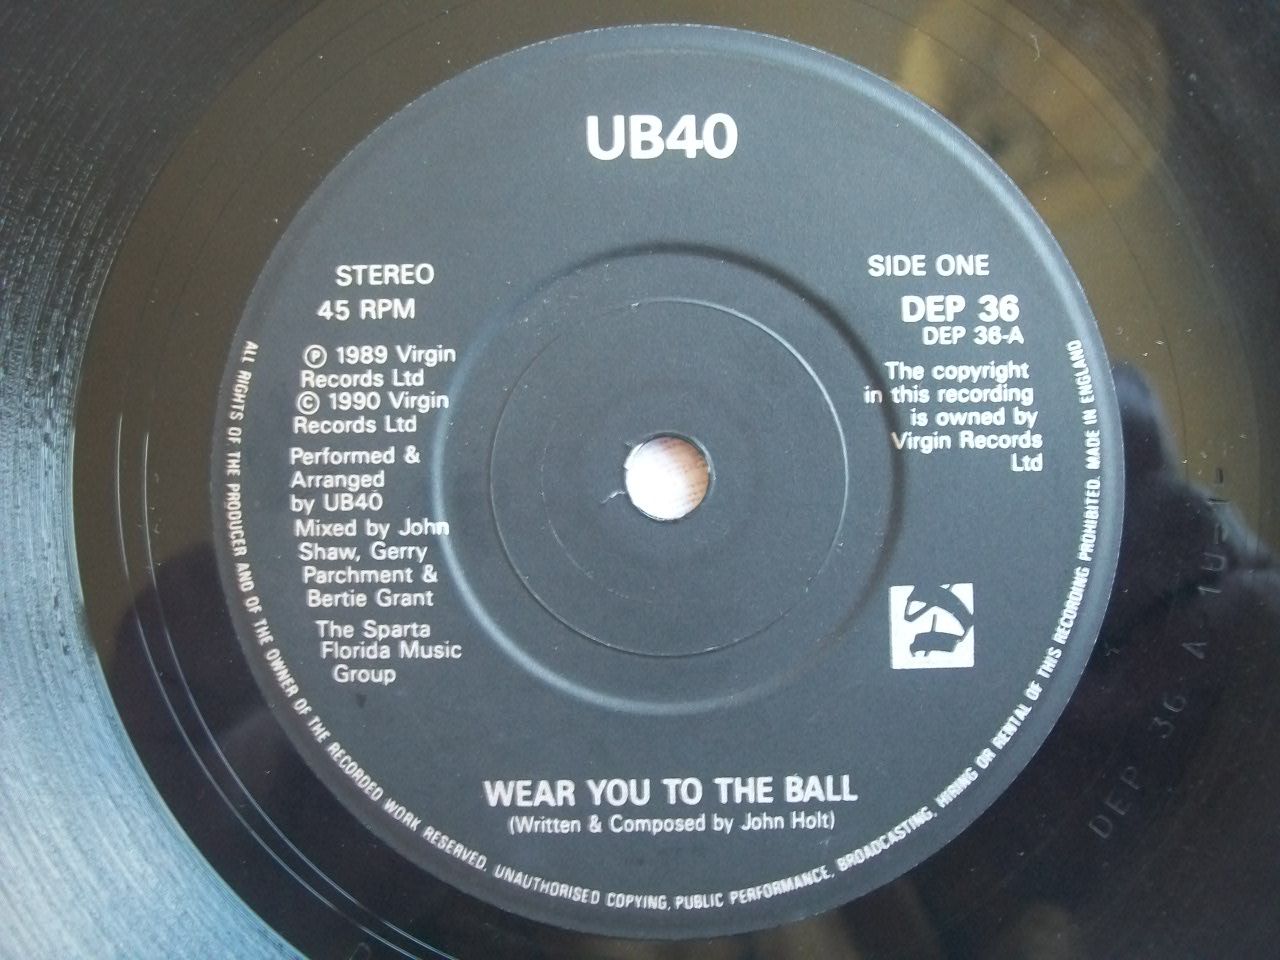 UB40
STEREO
45 RPM
℗ 1989 Virgin
Records Ltd
© 1990 Virgin
Records Ltd
Performed &
Arranged
by UB40
Mixed by John
Shaw, Gerry
Parchment &
Bertie Grant
The Sparta
Florida Music
Group
SIDE ONE
DEP 36
DEP 36-A
The copyright
in this recording
is owned by
Virgin Records
Ltd
WEAR YOU TO THE BALL
(Written & Composed by John Holt)
ALL RIGHTS OF THE PRODUCER AND OF THE OWNER OF THE RECORDED WORK RESERVED. UNAUTHORISED COPYING, PUBLIC PERFORMANCE, BROADCASTING, HIRING OR RENTAL OF THIS RECORDING PROHIBITED. MADE IN ENGLAND
DEP 36 A